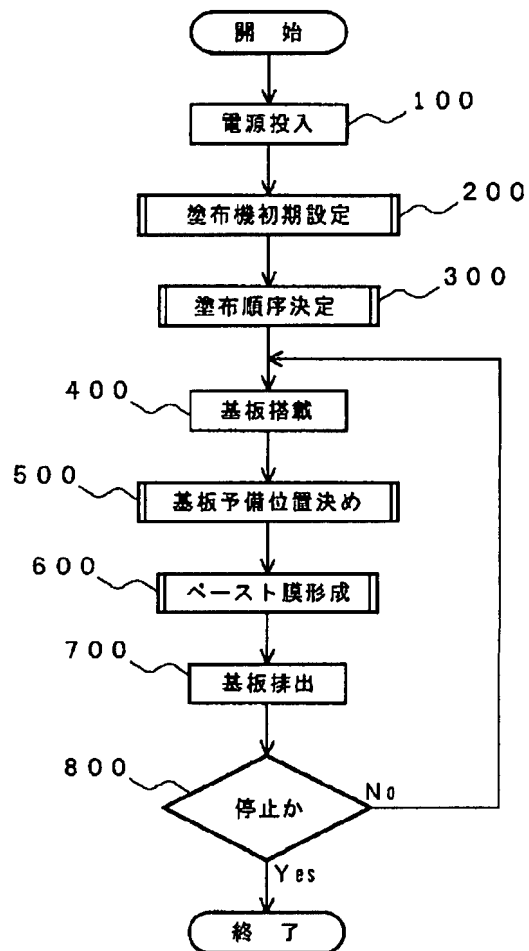 開 始
電源投入
100
塗布機初期設定
200
塗布順序決定
300
400
基板搭載
500
基板予備位置決め
600
ペースト膜形成
700
基板排出
800
停止か
No
Yes
終 了